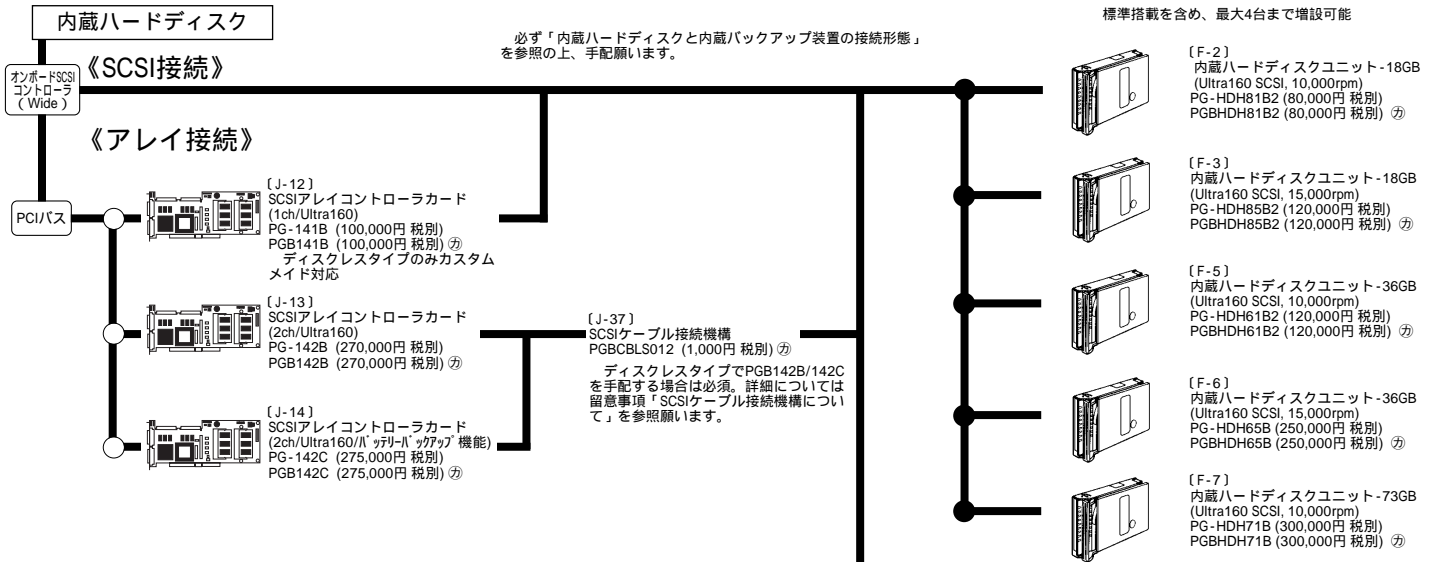 内蔵ハードディスク
オンボードSCSI
コントローラ
(Wide)
《SCSI接続》
必ず「内蔵ハードディスクと内蔵バックアップ装置の接続形態」
を参照の上、手配願います。
《アレイ接続》
PCIバス
〔J-12〕
SCSIアレイコントローラカード
(1ch/Ultra160)
PG-141B (100,000円 税別)
PGB141B (100,000円 税別) ㋕
ディスクレスタイプのみカスタム
メイド対応
〔J-13〕
SCSIアレイコントローラカード
(2ch/Ultra160)
PG-142B (270,000円 税別)
PGB142B (270,000円 税別) ㋕
〔J-14〕
SCSIアレイコントローラカード
(2ch/Ultra160/バッテリーバックアップ機能)
PG-142C (275,000円 税別)
PGB142C (275,000円 税別) ㋕
〔J-37〕
SCSIケーブル接続機構
PGBCBLS012 (1,000円 税別) ㋕
ディスクレスタイプでPGB142B/142C
を手配する場合は必須。詳細については
留意事項「SCSIケーブル接続機構につい
て」を参照願います。
標準搭載を含め、最大4台まで増設可能
〔F-2〕
内蔵ハードディスクユニット-18GB
(Ultra160 SCSI, 10,000rpm)
PG-HDH81B2 (80,000円 税別)
PGBHDH81B2 (80,000円 税別) ㋕
〔F-3〕
内蔵ハードディスクユニット-18GB
(Ultra160 SCSI, 15,000rpm)
PG-HDH85B2 (120,000円 税別)
PGBHDH85B2 (120,000円 税別) ㋕
〔F-5〕
内蔵ハードディスクユニット-36GB
(Ultra160 SCSI, 10,000rpm)
PG-HDH61B2 (120,000円 税別)
PGBHDH61B2 (120,000円 税別) ㋕
〔F-6〕
内蔵ハードディスクユニット-36GB
(Ultra160 SCSI, 15,000rpm)
PG-HDH65B (250,000円 税別)
PGBHDH65B (250,000円 税別) ㋕
〔F-7〕
内蔵ハードディスクユニット-73GB
(Ultra160 SCSI, 10,000rpm)
PG-HDH71B (300,000円 税別)
PGBHDH71B (300,000円 税別) ㋕